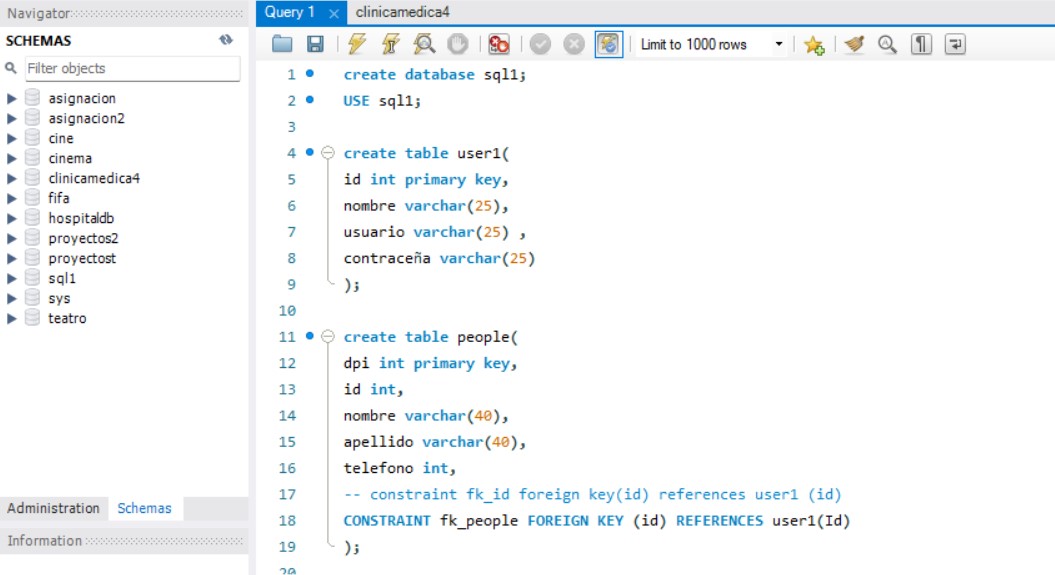 Navigator
SCHEMAS
Filter objects
asignacion
asignacion2
cine
cinema
clinicamedica4
fifa
hospitaldb
proyectos2
proyectost
sql1
sys
teatro
Administration Schemas
Information
Query 1 clinicamedica4
Limit to 1000 rows
1 create database sql1;
2 USE sql1;
3
4 create table user1(
5 id int primary key,
6 nombre varchar(25),
7 usuario varchar(25) ,
8 contraceña varchar(25)
9 );
10
11 create table people(
12 dpi int primary key,
13 id int,
14 nombre varchar(40),
15 apellido varchar(40),
16 telefono int,
17 -- constraint fk_id foreign key(id) references user1 (id)
18 CONSTRAINT fk_people FOREIGN KEY (id) REFERENCES user1(Id)
19 );
20